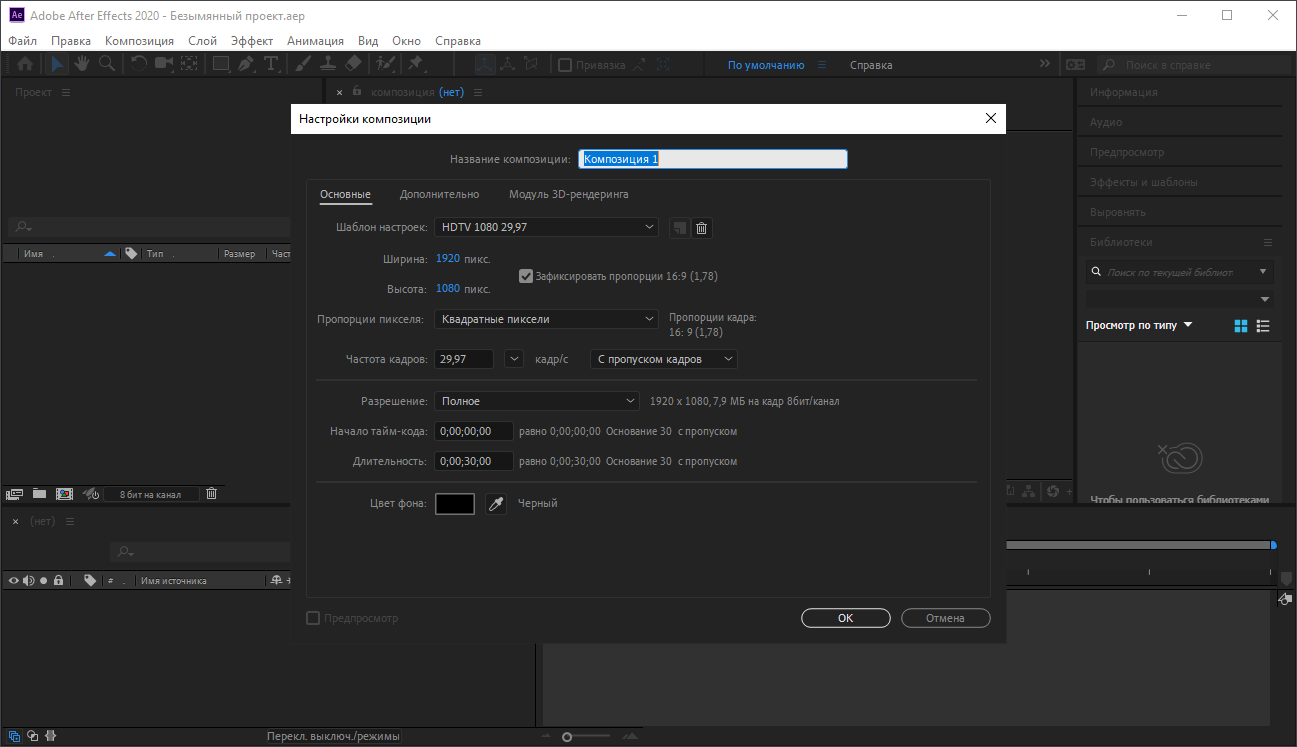 Ae Adobe After Effects 2020 - Безымянный проект.aep
Файл Правка Композиция Слой Эффект Анимация Вид Окно Справка
Привязка По умолчанию Справка Поиск в справке
Проект
композиция (нет)
Информация
Аудио
Предпросмотр
Эффекты и шаблоны
Выровнять
Библиотеки
Поиск по текущей библиот
Просмотр по типу
Чтобы пользоваться библиотеками
Имя Тип Размер Част
8 бит на канал
Настройки композиции
Название композиции: Композиция 1
Основные Дополнительно Модуль 3D-рендеринга
Шаблон настроек: HDTV 1080 29,97
Ширина: 1920 пикс.
Зафиксировать пропорции 16:9 (1,78)
Высота: 1080 пикс.
Пропорции пикселя: Квадратные пиксели Пропорции кадра:
16: 9 (1,78)
Частота кадров: 29,97 кадр/с С пропуском кадров
Разрешение: Полное 1920 x 1080, 7,9 МБ на кадр 8бит/канал
Начало тайм-кода: 0;00;00;00 равно 0;00;00;00 Основание 30 с пропуском
Длительность: 0;00;30;00 равно 0;00;30;00 Основание 30 с пропуском
Цвет фона: Черный
Предпросмотр OK Отмена
(нет)
# Имя источника
Перекл. выключ./режимы